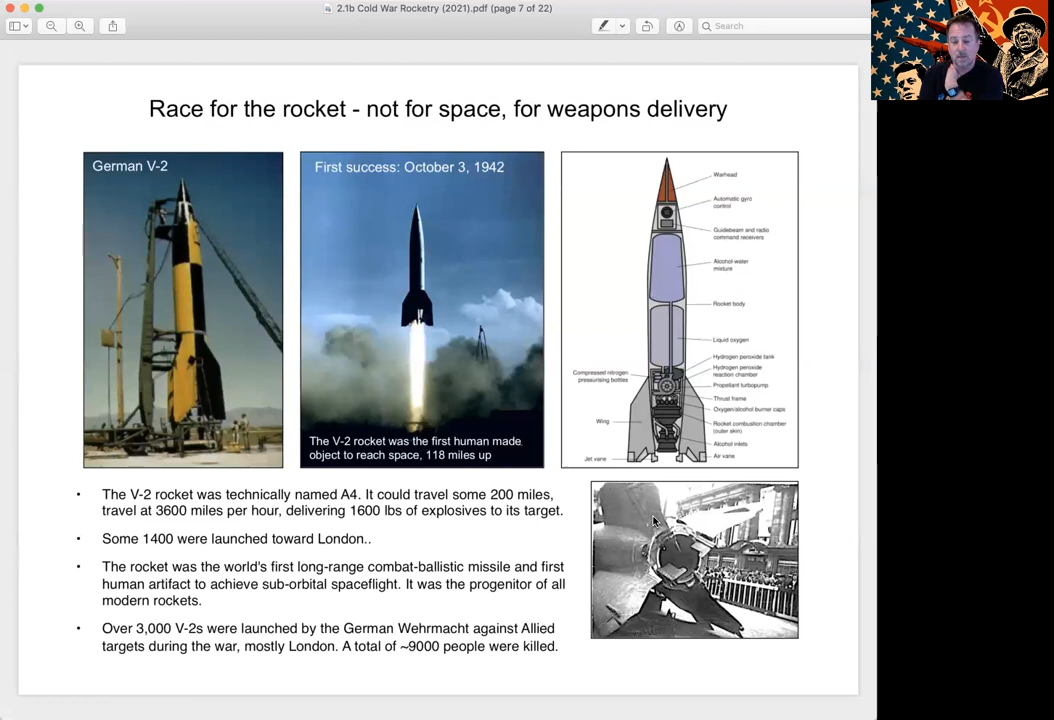 2.1b Cold War Rocketry (2021).pdf (page 7 of 22)
Search
Race for the rocket - not for space, for weapons delivery
German V-2
First success: October 3, 1942
The V-2 rocket was the first human made
object to reach space, 118 miles up
Warhead
Automatic gyro
control
Guidebeam and radio
command receivers
Alcohol-water
mixture
Rocket body
Liquid oxygen
Hydrogen peroxide tank
Hydrogen peroxide
reaction chamber
Compressed nitrogen
pressurising bottles
Propellant turbopump
Thrust frame
Oxygen/alcohol burner caps
Wing
Rocket combustion chamber
(outer skin)
Alcohol inlets
Jet vane
Air vane
• The V-2 rocket was technically named A4. It could travel some 200 miles,
travel at 3600 miles per hour, delivering 1600 lbs of explosives to its target.
• Some 1400 were launched toward London..
• The rocket was the world's first long-range combat-ballistic missile and first
human artifact to achieve sub-orbital spaceflight. It was the progenitor of all
modern rockets.
• Over 3,000 V-2s were launched by the German Wehrmacht against Allied
targets during the war, mostly London. A total of ~9000 people were killed.